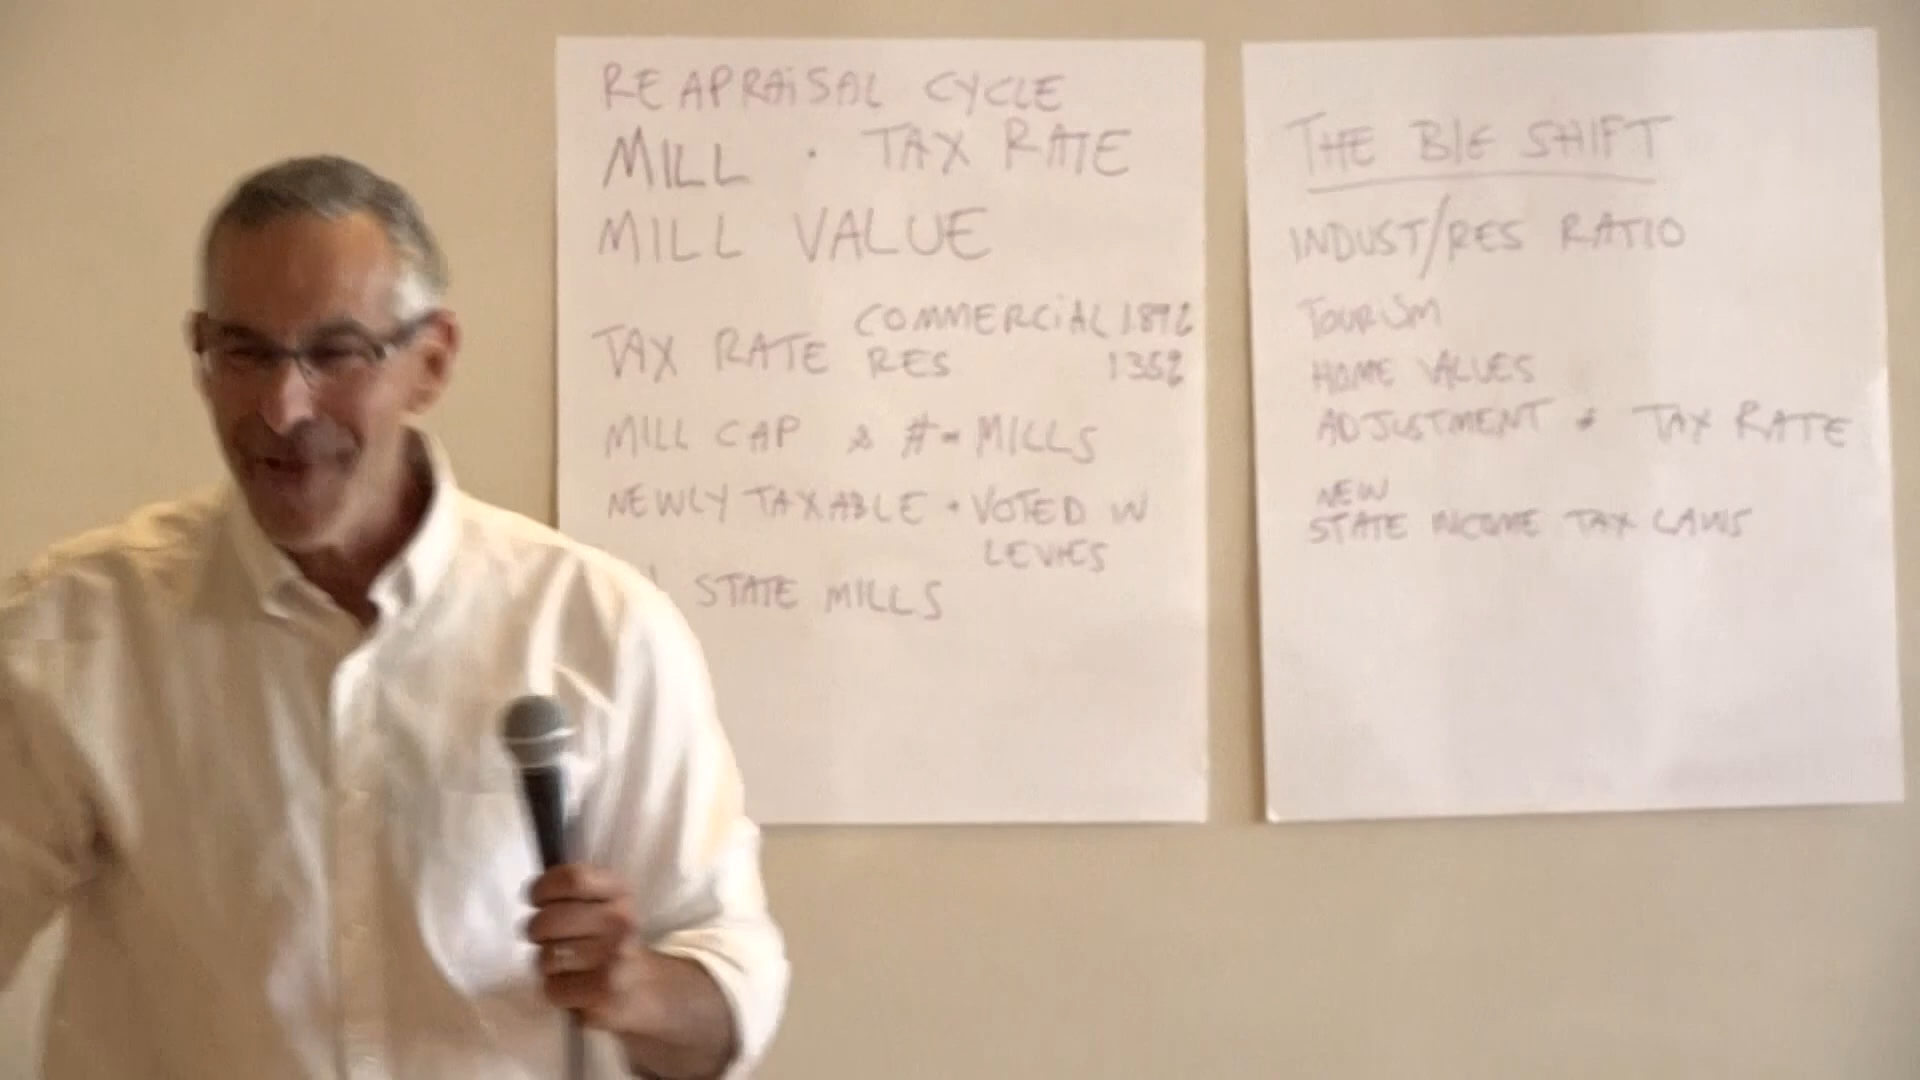 REAPRAISAL CYCLE
MILL • TAX RATE
MILL VALUE
TAX RATE COMMERCIAL
RES
MILL CAP & # MILLS
NEWLY TAXABLE • VOTED IN
LEVIES
STATE MILLS
THE BIG SHIFT
INDUST/RES RATIO
TOURISM
HOME VALUES
ADJUSTMENT TAX RATE
NEW
STATE INCOME TAX LAWS